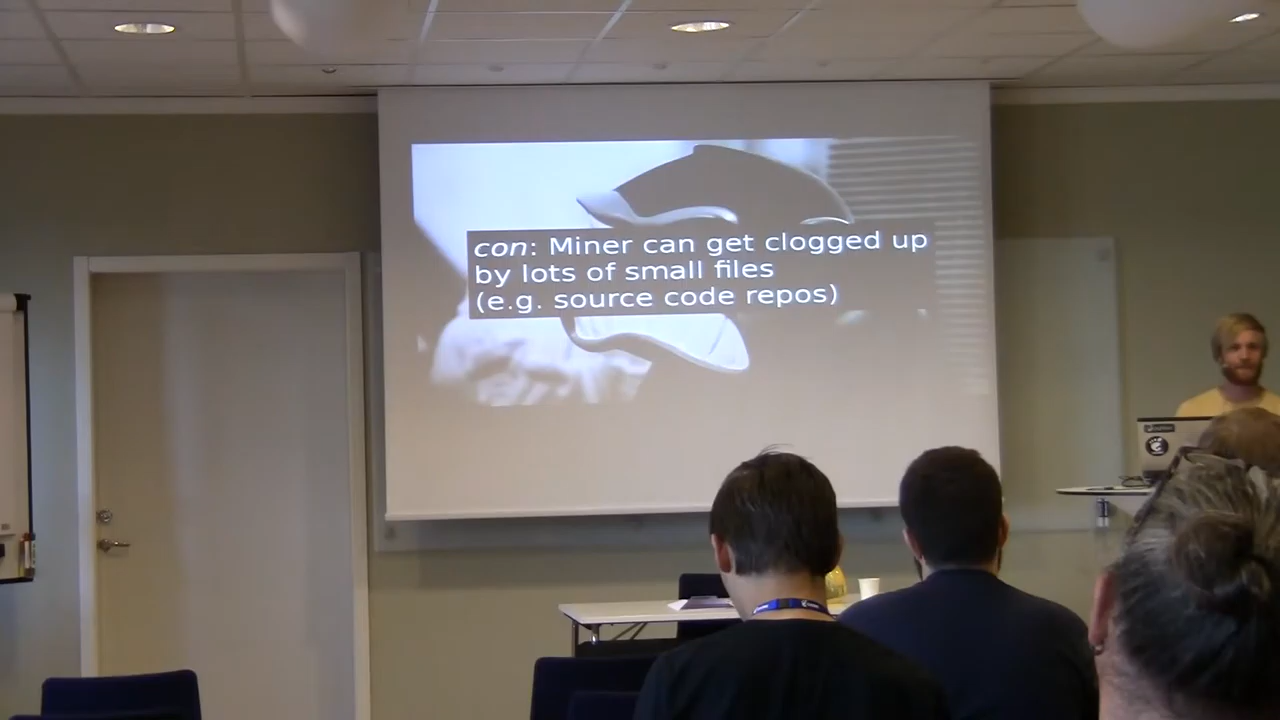 con: Miner can get clogged up
by lots of small files
(e.g. source code repos)